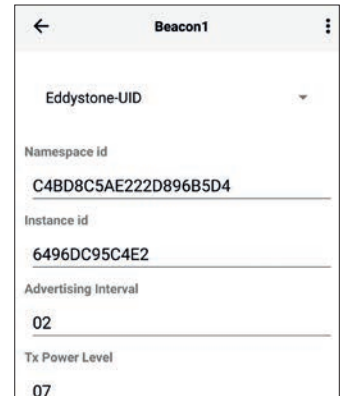 Beacon1
Eddystone-UID
Namespace id
C4BD8C5AE222D896B5D4
Instance id
6496DC95C4E2
Advertising Interval
02
Tx Power Level
07